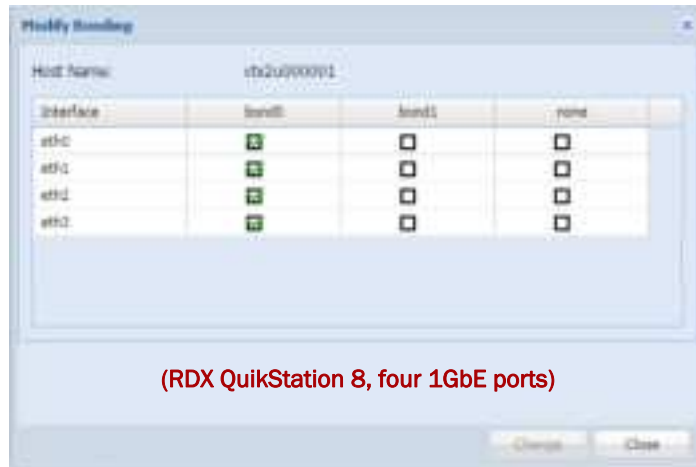 Modify Bonding
Host Name:
Interface bond0 bond1 none
eth0
eth1
eth2
eth3
(RDX QuikStation 8, four 1GbE ports)
Change Close